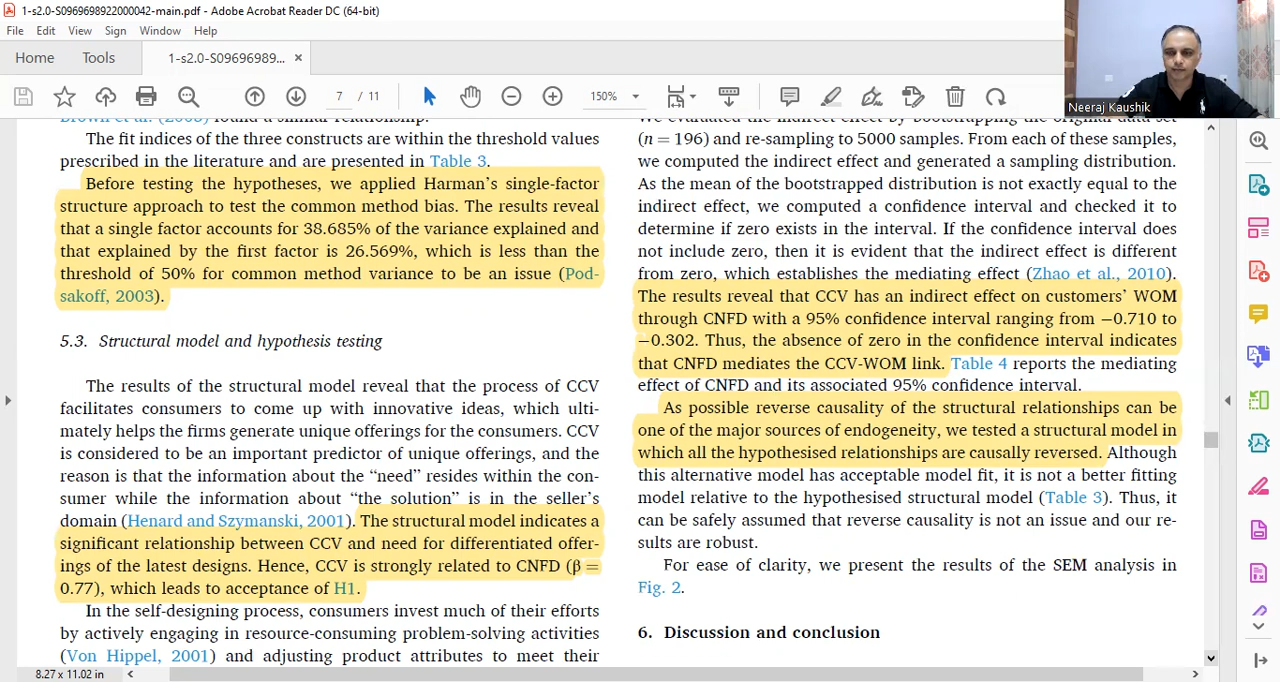 1-s2.0-S0969698922000042-main.pdf - Adobe Acrobat Reader DC (64-bit)
File Edit View Sign Window Help
Home Tools 1-s2.0-S09696989... ×
7 / 11 150%
Neeraj Kaushik
The fit indices of the three constructs are within the threshold values
prescribed in the literature and are presented in Table 3.
Before testing the hypotheses, we applied Harman's single-factor
structure approach to test the common method bias. The results reveal
that a single factor accounts for 38.685% of the variance explained and
that explained by the first factor is 26.569%, which is less than the
threshold of 50% for common method variance to be an issue (Pod-
sakoff, 2003).
5.3. Structural model and hypothesis testing
The results of the structural model reveal that the process of CCV
facilitates consumers to come up with innovative ideas, which ulti-
mately helps the firms generate unique offerings for the consumers. CCV
is considered to be an important predictor of unique offerings, and the
reason is that the information about the “need” resides within the con-
sumer while the information about “the solution” is in the seller's
domain (Henard and Szymanski, 2001). The structural model indicates a
significant relationship between CCV and need for differentiated offer-
ings of the latest designs. Hence, CCV is strongly related to CNFD (β =
0.77), which leads to acceptance of H1.
In the self-designing process, consumers invest much of their efforts
by actively engaging in resource-consuming problem-solving activities
(Von Hippel, 2001) and adjusting product attributes to meet their
We evaluated the indirect effect by bootstrapping the original data set
(n = 196) and re-sampling to 5000 samples. From each of these samples,
we computed the indirect effect and generated a sampling distribution.
As the mean of the bootstrapped distribution is not exactly equal to the
indirect effect, we computed a confidence interval and checked it to
determine if zero exists in the interval. If the confidence interval does
not include zero, then it is evident that the indirect effect is different
from zero, which establishes the mediating effect (Zhao et al., 2010).
The results reveal that CCV has an indirect effect on customers' WOM
through CNFD with a 95% confidence interval ranging from −0.710 to
−0.302. Thus, the absence of zero in the confidence interval indicates
that CNFD mediates the CCV-WOM link. Table 4 reports the mediating
effect of CNFD and its associated 95% confidence interval.
As possible reverse causality of the structural relationships can be
one of the major sources of endogeneity, we tested a structural model in
which all the hypothesised relationships are causally reversed. Although
this alternative model has acceptable model fit, it is not a better fitting
model relative to the hypothesised structural model (Table 3). Thus, it
can be safely assumed that reverse causality is not an issue and our re-
sults are robust.
For ease of clarity, we present the results of the SEM analysis in
Fig. 2.
6. Discussion and conclusion
8.27 x 11.02 in